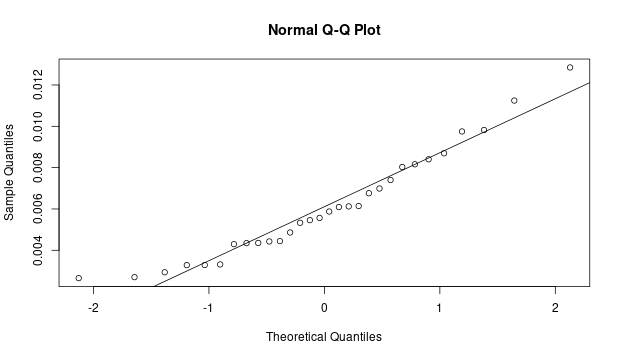 Normal Q-Q Plot
Sample Quantiles
0.012
0.010
0.008
0.006
0.004
-2 -1 0 1 2
Theoretical Quantiles